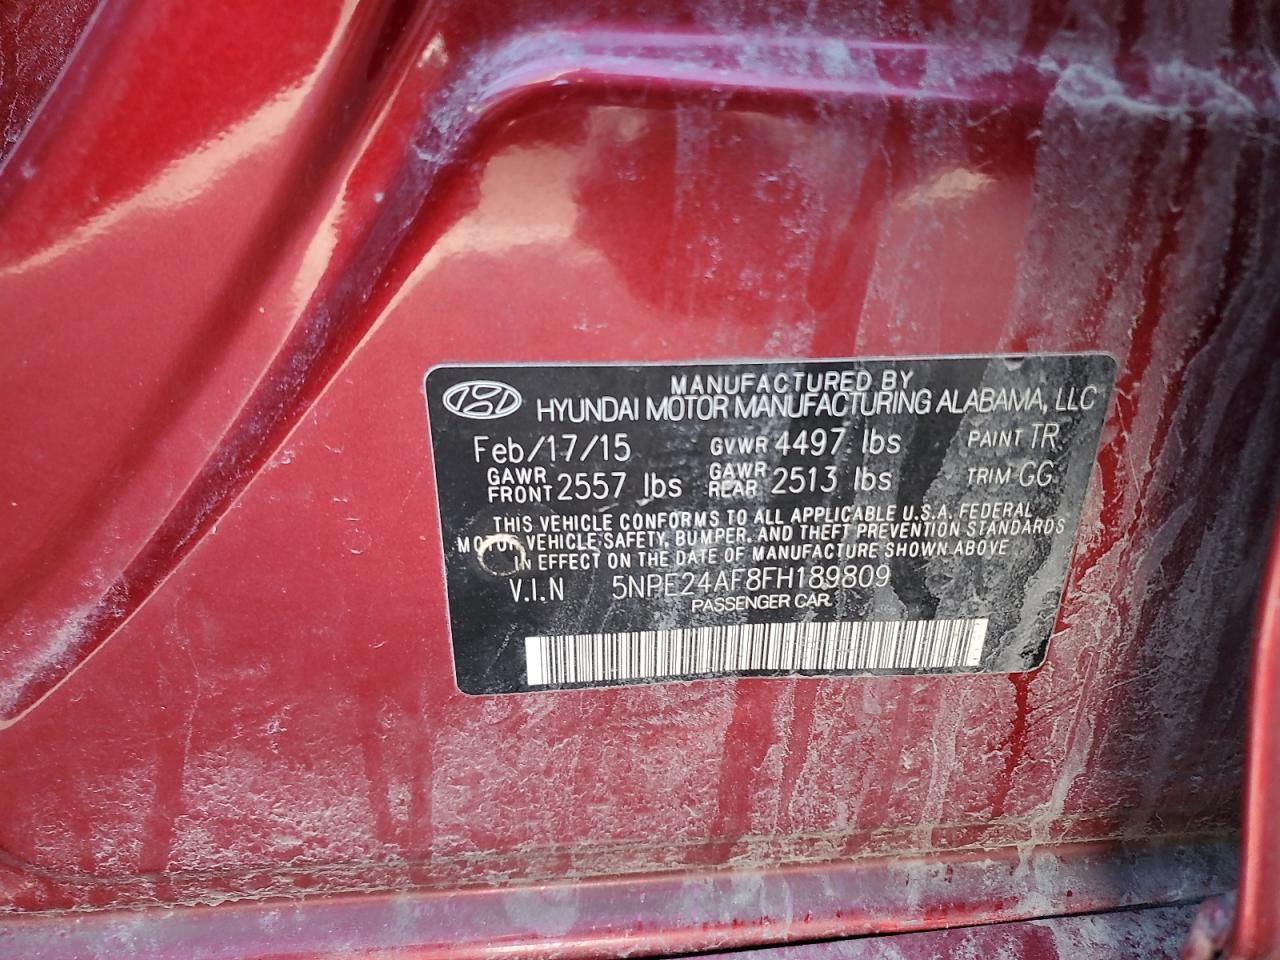 MANUFACTURED BY
HYUNDAI MOTOR MANUFACTURING ALABAMA, LLC
Feb/17/15 GVWR 4497 lbs PAINT TR
GAWR FRONT 2557 lbs GAWR REAR 2513 lbs TRIM GG
THIS VEHICLE CONFORMS TO ALL APPLICABLE U.S.A. FEDERAL
MOTOR VEHICLE SAFETY, BUMPER, AND THEFT PREVENTION STANDARDS
IN EFFECT ON THE DATE OF MANUFACTURE SHOWN ABOVE
V.I.N 5NPE24AF8FH189809
PASSENGER CAR